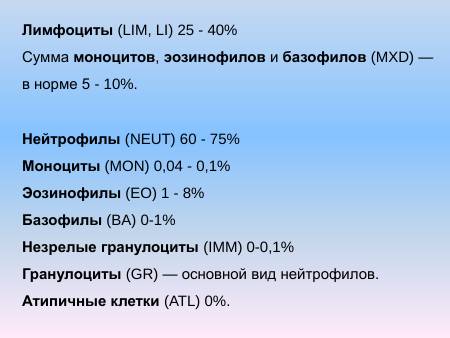 Лимфоциты (LIM, LI) 25 - 40%
Сумма моноцитов, эозинофилов и базофилов (MXD) —
в норме 5 - 10%.
Нейтрофилы (NEUT) 60 - 75%
Моноциты (MON) 0,04 - 0,1%
Эозинофилы (EO) 1 - 8%
Базофилы (BA) 0-1%
Незрелые гранулоциты (IMM) 0-0,1%
Гранулоциты (GR) — основной вид нейтрофилов.
Атипичные клетки (ATL) 0%.